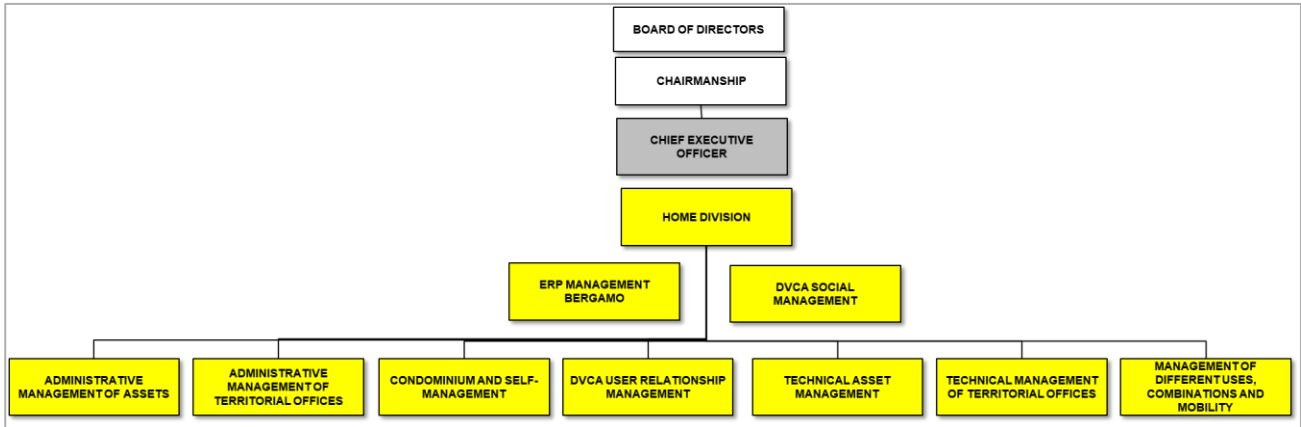 BOARD OF DIRECTORS
CHAIRMANSHIP
CHIEF EXECUTIVE
OFFICER
HOME DIVISION
ERP MANAGEMENT
BERGAMO
DVCA SOCIAL
MANAGEMENT
ADMINISTRATIVE
MANAGEMENT OF ASSETS
ADMINISTRATIVE
MANAGEMENT OF
TERRITORIAL OFFICES
CONDOMINIUM AND SELF-
MANAGEMENT
DVCA USER RELATIONSHIP
MANAGEMENT
TECHNICAL ASSET
MANAGEMENT
TECHNICAL MANAGEMENT
OF TERRITORIAL OFFICES
MANAGEMENT OF
DIFFERENT USES,
COMBINATIONS AND
MOBILITY